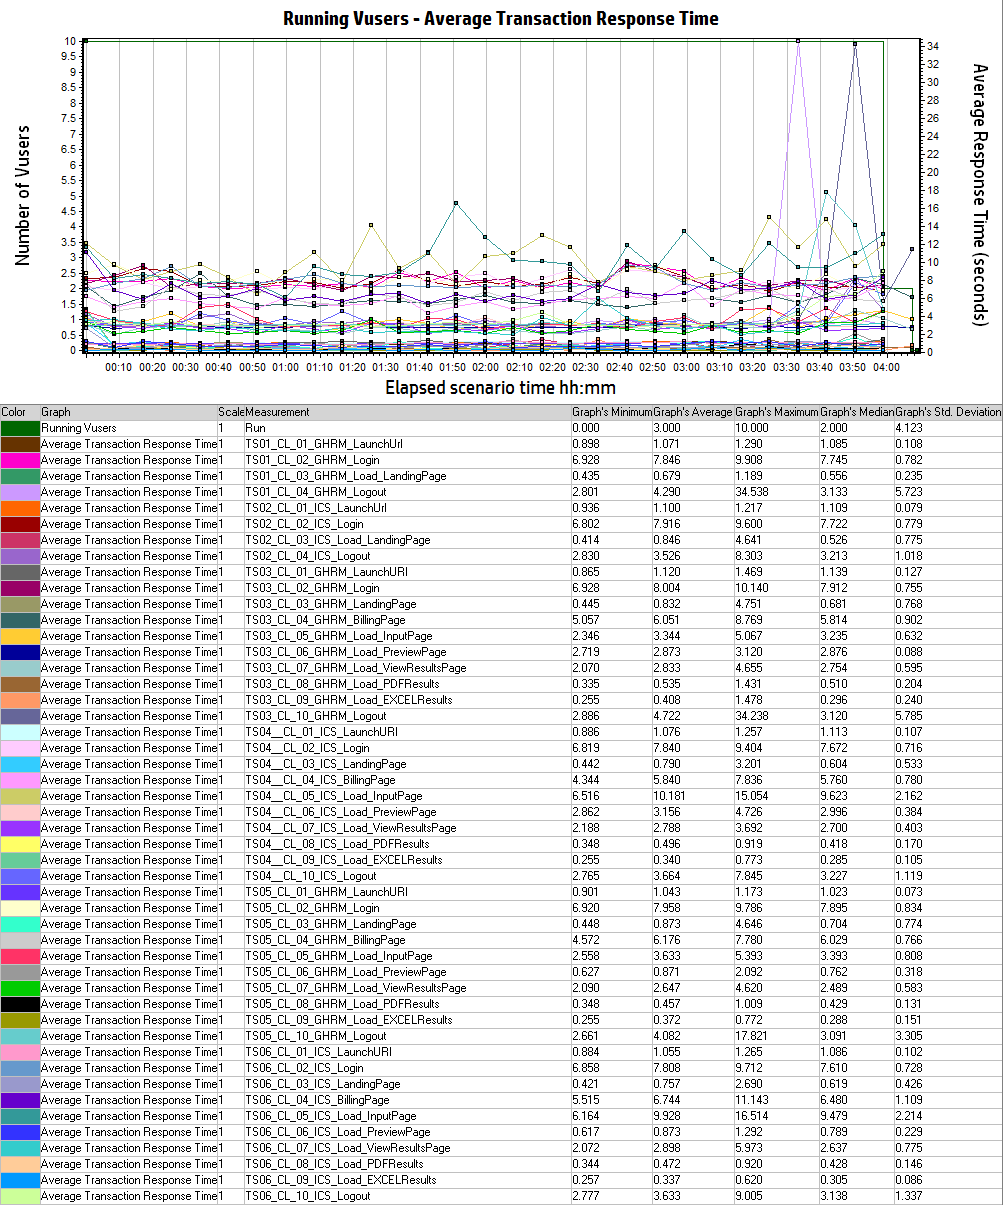 Running Vusers - Average Transaction Response Time
Number of Vusers
10
9.5
9
8.5
8
7.5
7
6.5
6
5.5
5
4.5
4
3.5
3
2.5
2
1.5
1
0.5
0
34
32
30
28
26
24
22
20
18
16
14
12
10
8
6
4
2
0
Average Response Time (seconds)
00:10 00:20 00:30 00:40 00:50 01:00 01:10 01:20 01:30 01:40 01:50 02:00 02:10 02:20 02:30 02:40 02:50 03:00 03:10 03:20 03:30 03:40 03:50 04:00
Elapsed scenario time hh:mm
Color Graph Scale Measurement Graph's Minimum Graph's Average Graph's Maximum Graph's Median Graph's Std. Deviation
Running Vusers 1 Run 0.000 3.000 10.000 2.000 4.123
Average Transaction Response Time 1 TS01_CL_01_GHRM_LaunchUrl 0.898 1.071 1.290 1.085 0.108
Average Transaction Response Time 1 TS01_CL_02_GHRM_Login 6.928 7.846 9.908 7.745 0.782
Average Transaction Response Time 1 TS01_CL_03_GHRM_Load_LandingPage 0.435 0.679 1.189 0.556 0.235
Average Transaction Response Time 1 TS01_CL_04_GHRM_Logout 2.801 4.290 34.538 3.133 5.723
Average Transaction Response Time 1 TS02_CL_01_ICS_LaunchUrl 0.936 1.100 1.217 1.109 0.079
Average Transaction Response Time 1 TS02_CL_02_ICS_Login 6.802 7.916 9.600 7.722 0.779
Average Transaction Response Time 1 TS02_CL_03_ICS_Load_LandingPage 0.414 0.846 4.641 0.526 0.775
Average Transaction Response Time 1 TS02_CL_04_ICS_Logout 2.830 3.526 8.303 3.213 1.018
Average Transaction Response Time 1 TS03_CL_01_GHRM_LaunchURI 0.865 1.120 1.469 1.139 0.127
Average Transaction Response Time 1 TS03_CL_02_GHRM_Login 6.928 8.004 10.140 7.912 0.755
Average Transaction Response Time 1 TS03_CL_03_GHRM_LandingPage 0.445 0.832 4.751 0.681 0.768
Average Transaction Response Time 1 TS03_CL_04_GHRM_BillingPage 5.057 6.051 8.769 5.814 0.902
Average Transaction Response Time 1 TS03_CL_05_GHRM_Load_InputPage 2.346 3.344 5.067 3.235 0.632
Average Transaction Response Time 1 TS03_CL_06_GHRM_Load_PreviewPage 2.719 2.873 3.120 2.876 0.088
Average Transaction Response Time 1 TS03_CL_07_GHRM_Load_ViewResultsPage 2.070 2.833 4.655 2.754 0.595
Average Transaction Response Time 1 TS03_CL_08_GHRM_Load_PDFResults 0.335 0.535 1.431 0.510 0.204
Average Transaction Response Time 1 TS03_CL_09_GHRM_Load_EXCELResults 0.255 0.408 1.478 0.296 0.240
Average Transaction Response Time 1 TS03_CL_10_GHRM_Logout 2.886 4.722 34.238 3.120 5.785
Average Transaction Response Time 1 TS04__CL_01_ICS_LaunchURI 0.886 1.076 1.257 1.113 0.107
Average Transaction Response Time 1 TS04__CL_02_ICS_Login 6.819 7.840 9.404 7.672 0.716
Average Transaction Response Time 1 TS04__CL_03_ICS_LandingPage 0.442 0.790 3.201 0.604 0.533
Average Transaction Response Time 1 TS04__CL_04_ICS_BillingPage 4.344 5.840 7.836 5.760 0.780
Average Transaction Response Time 1 TS04__CL_05_ICS_Load_InputPage 6.516 10.181 15.054 9.623 2.162
Average Transaction Response Time 1 TS04__CL_06_ICS_Load_PreviewPage 2.862 3.156 4.726 2.996 0.384
Average Transaction Response Time 1 TS04__CL_07_ICS_Load_ViewResultsPage 2.188 2.788 3.692 2.700 0.403
Average Transaction Response Time 1 TS04__CL_08_ICS_Load_PDFResults 0.348 0.496 0.919 0.418 0.170
Average Transaction Response Time 1 TS04__CL_09_ICS_Load_EXCELResults 0.255 0.340 0.773 0.285 0.105
Average Transaction Response Time 1 TS04__CL_10_ICS_Logout 2.765 3.664 7.845 3.227 1.119
Average Transaction Response Time 1 TS05_CL_01_GHRM_LaunchURI 0.901 1.043 1.173 1.023 0.073
Average Transaction Response Time 1 TS05_CL_02_GHRM_Login 6.920 7.958 9.786 7.895 0.834
Average Transaction Response Time 1 TS05_CL_03_GHRM_LandingPage 0.448 0.873 4.646 0.704 0.774
Average Transaction Response Time 1 TS05_CL_04_GHRM_BillingPage 4.572 6.176 7.780 6.029 0.766
Average Transaction Response Time 1 TS05_CL_05_GHRM_Load_InputPage 2.558 3.633 5.393 3.393 0.808
Average Transaction Response Time 1 TS05_CL_06_GHRM_Load_PreviewPage 0.627 0.871 2.092 0.762 0.318
Average Transaction Response Time 1 TS05_CL_07_GHRM_Load_ViewResultsPage 2.090 2.647 4.620 2.489 0.583
Average Transaction Response Time 1 TS05_CL_08_GHRM_Load_PDFResults 0.348 0.457 1.009 0.429 0.131
Average Transaction Response Time 1 TS05_CL_09_GHRM_Load_EXCELResults 0.255 0.372 0.772 0.288 0.151
Average Transaction Response Time 1 TS05_CL_10_GHRM_Logout 2.661 4.082 17.821 3.091 3.305
Average Transaction Response Time 1 TS06_CL_01_ICS_LaunchURI 0.884 1.055 1.265 1.086 0.102
Average Transaction Response Time 1 TS06_CL_02_ICS_Login 6.858 7.808 9.712 7.610 0.728
Average Transaction Response Time 1 TS06_CL_03_ICS_LandingPage 0.421 0.757 2.690 0.619 0.426
Average Transaction Response Time 1 TS06_CL_04_ICS_BillingPage 5.515 6.744 11.143 6.480 1.109
Average Transaction Response Time 1 TS06_CL_05_ICS_Load_InputPage 6.164 9.928 16.514 9.479 2.214
Average Transaction Response Time 1 TS06_CL_06_ICS_Load_PreviewPage 0.617 0.873 1.292 0.789 0.229
Average Transaction Response Time 1 TS06_CL_07_ICS_Load_ViewResultsPage 2.072 2.898 5.973 2.637 0.775
Average Transaction Response Time 1 TS06_CL_08_ICS_Load_PDFResults 0.344 0.472 0.920 0.428 0.146
Average Transaction Response Time 1 TS06_CL_09_ICS_Load_EXCELResults 0.257 0.337 0.620 0.305 0.086
Average Transaction Response Time 1 TS06_CL_10_ICS_Logout 2.777 3.633 9.005 3.138 1.337